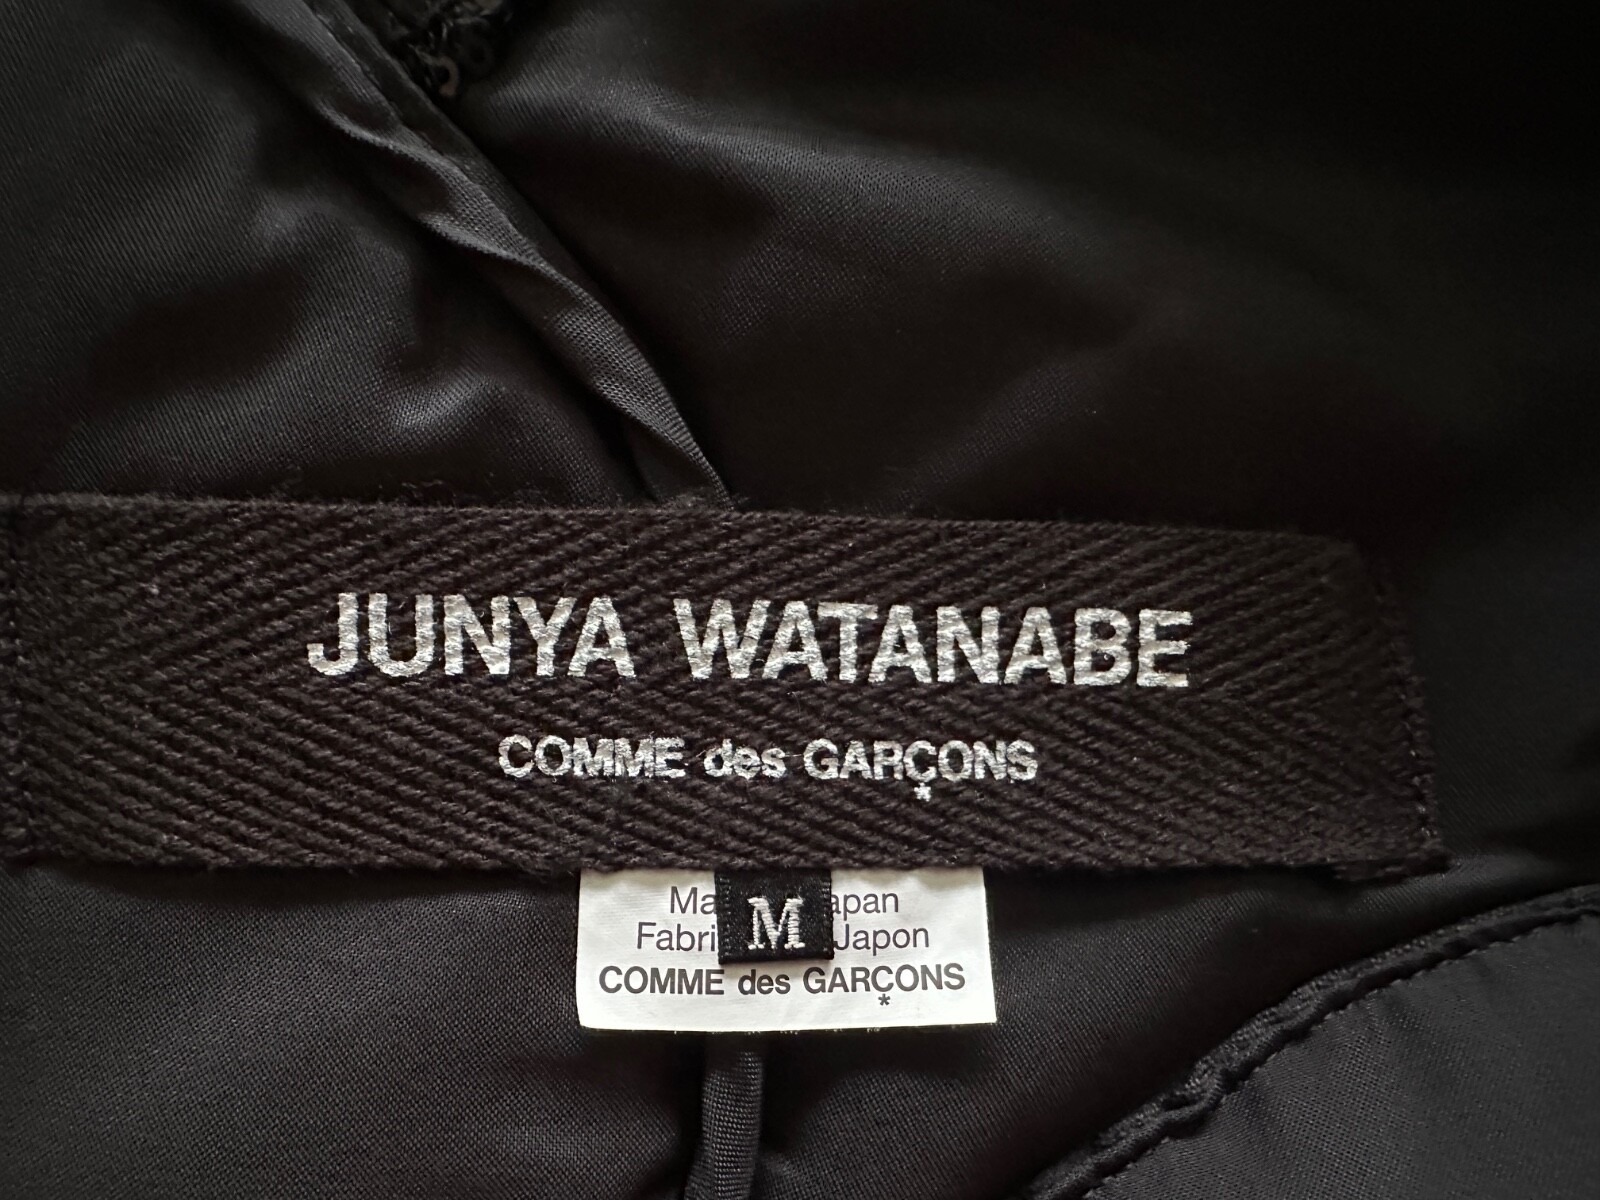 JUNYA WATANABE
COMME des GARÇONS
M
COMME des GARÇONS